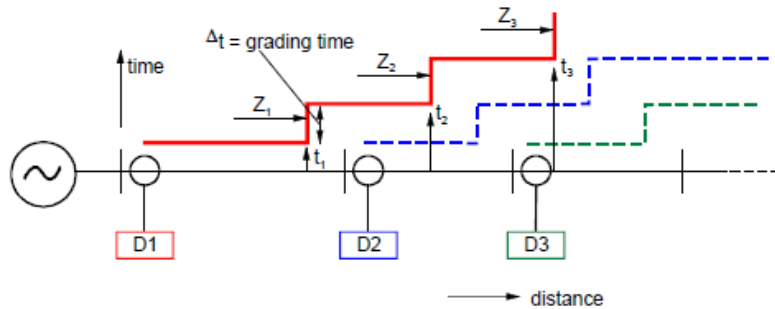 Δt = grading time
time
Z1
Z2
Z3
t1
t2
t3
D1
D2
D3
distance